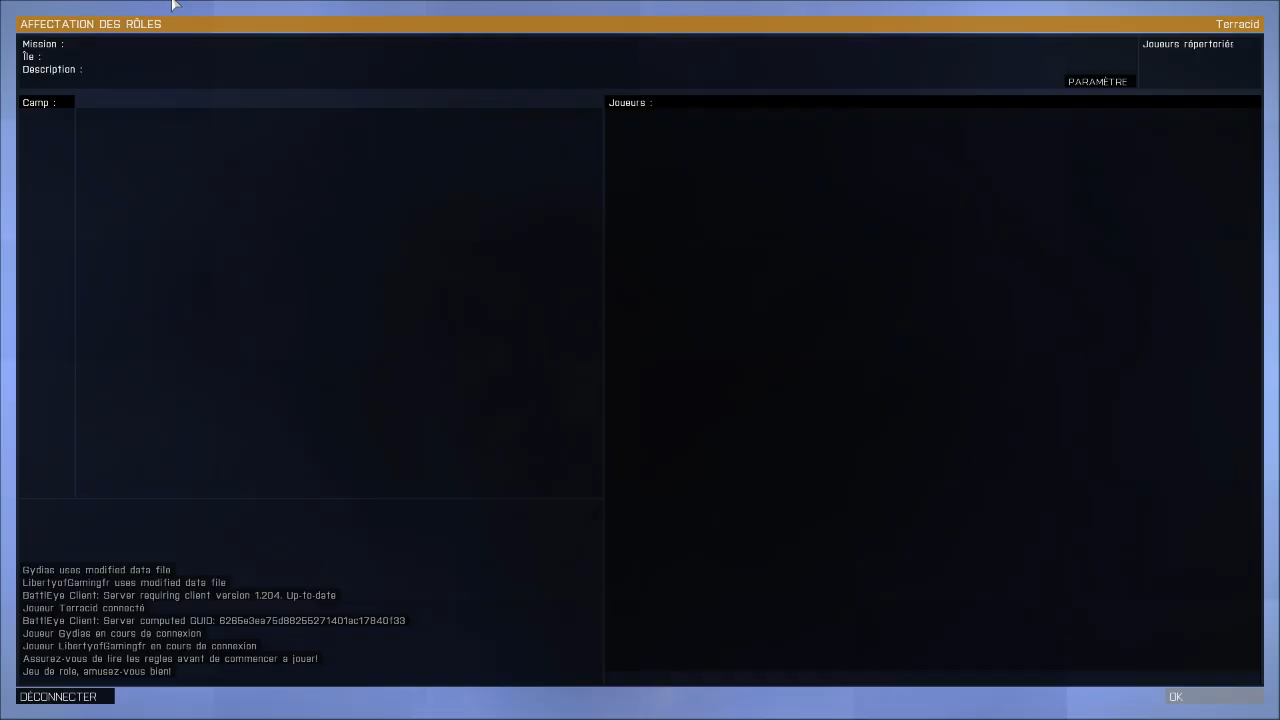 AFFECTATION DES RÔLES
Terracid
Mission :
Île :
Description :
Joueurs répertoriés
PARAMÈTRE
Camp :
Joueurs :
Gydias uses modified data file
LibertyofGamingfr uses modified data file
BattlEye Client: Server requiring client version 1.204. Up-to-date
Joueur Terracid connecté
BattlEye Client: Server computed GUID: 6265e3ea75d88255271401ac17840f33
Joueur Gydias en cours de connexion
Joueur LibertyofGamingfr en cours de connexion
Assurez-vous de lire les regles avant de commencer a jouer!
Jeu de role, amusez-vous bien!
DÉCONNECTER
OK